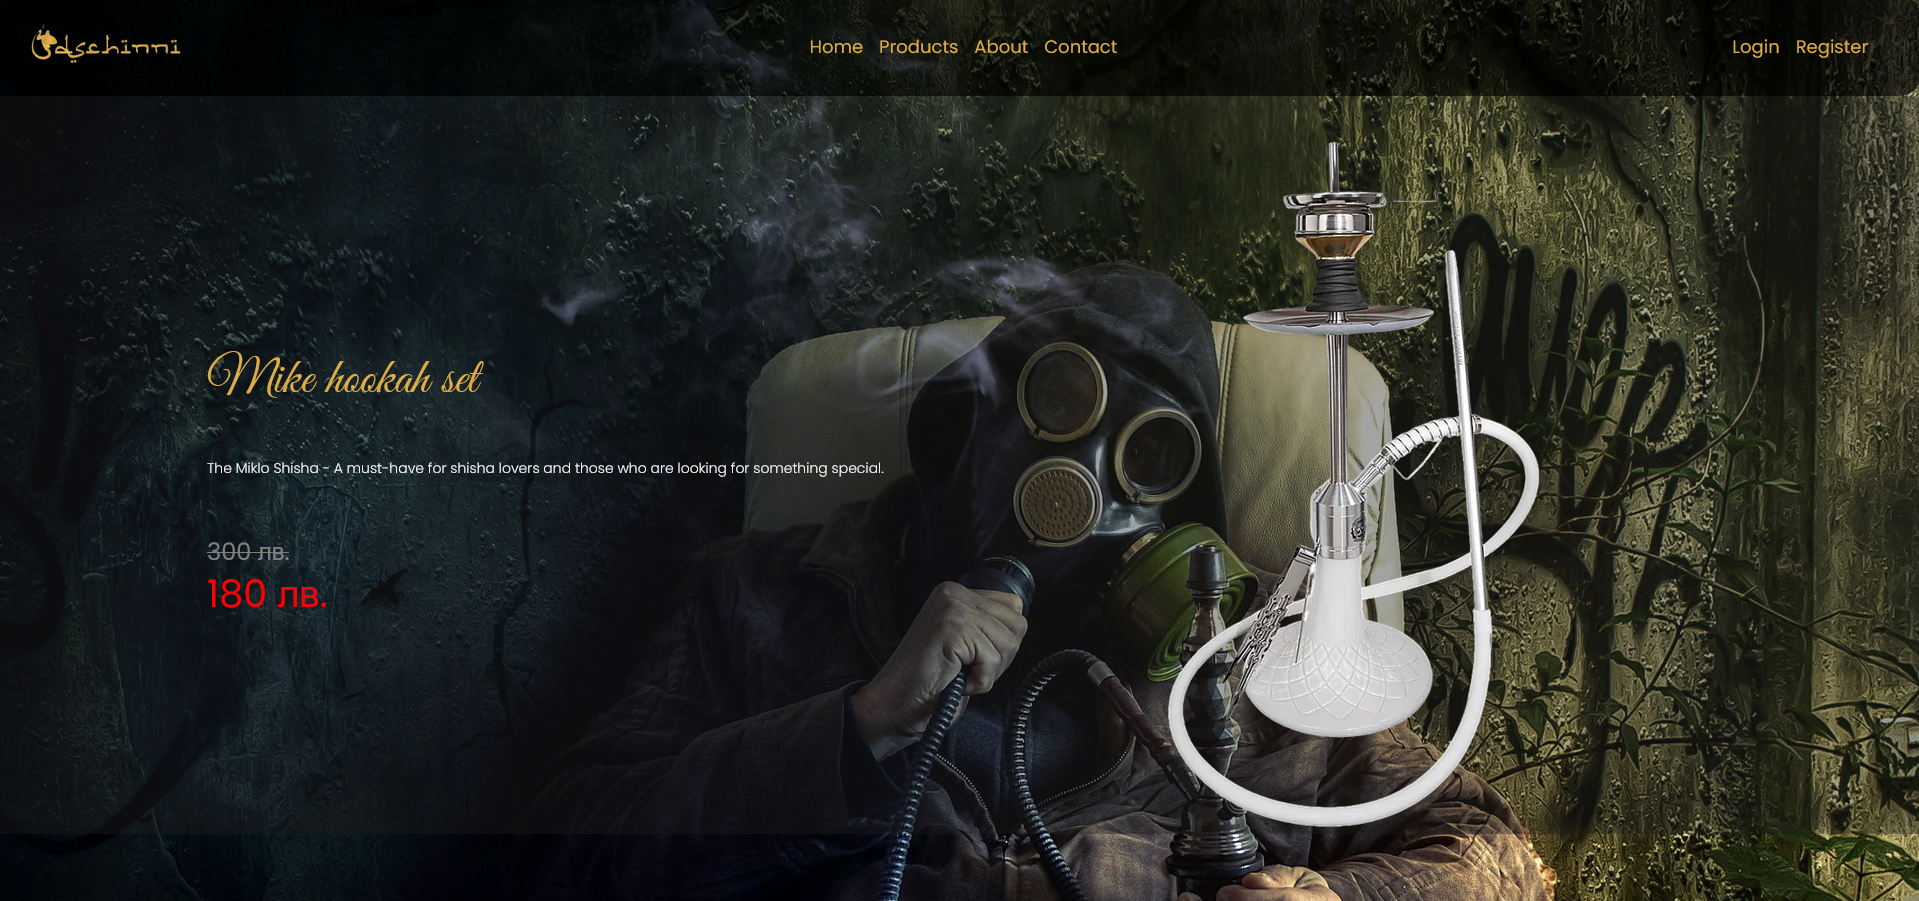 dschinni
Home Products About Contact
Login Register
Mike hookah set
The Miklo Shisha - A must-have for shisha lovers and those who are looking for something special.
300 лв.
180 лв.